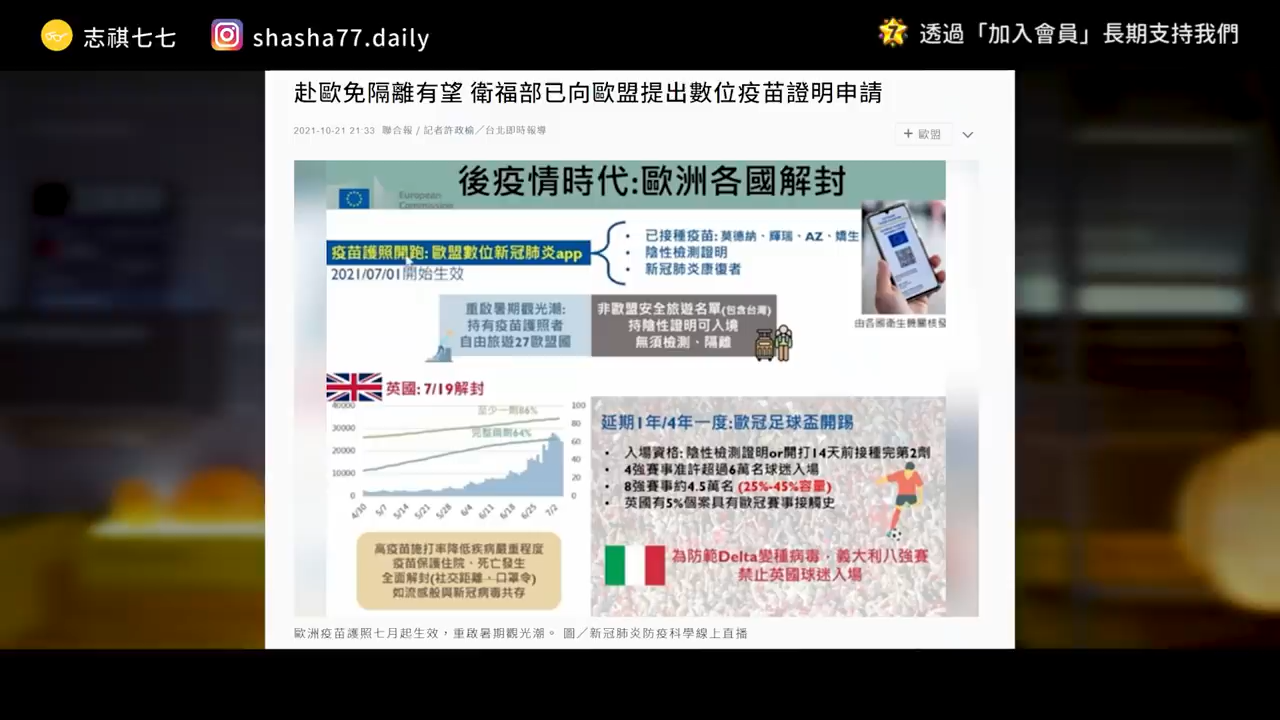 志祺七七
shasha77.daily
透過「加入會員」長期支持我們
赴歐免隔離有望 衛福部已向歐盟提出數位疫苗證明申請
2021-10-21 21:33 聯合報 / 記者許政榆／台北即時報導
+ 歐盟
European
Commission
後疫情時代:歐洲各國解封
疫苗護照開跑: 歐盟數位新冠肺炎app
2021/07/01開始生效
• 已接種疫苗: 莫德納、輝瑞、AZ、嬌生
• 陰性檢測證明
• 新冠肺炎康復者
由各國衛生機關核發
重啟暑期觀光潮:
持有疫苗護照者
自由旅遊27歐盟國
非歐盟安全旅遊名單(包含台灣)
持陰性證明可入境
無須檢測、隔離
英國: 7/19解封
至少一劑86%
完整兩劑64%
40000
30000
20000
10000
0
100
80
60
40
20
0
4/30
5/7
5/14
5/21
5/28
6/4
6/11
6/18
6/25
7/2
高疫苗施打率降低疾病嚴重程度
疫苗保護住院、死亡發生
全面解封(社交距離、口罩令)
如流感般與新冠病毒共存
延期1年/4年一度:歐冠足球盃開踢
• 入場資格: 陰性檢測證明or開打14天前接種完第2劑
• 4強賽事准許超過6萬名球迷入場
• 8強賽事約4.5萬名 (25%-45%容量)
• 英國有5%個案具有歐冠賽事接觸史
為防範Delta變種病毒，義大利八強賽
禁止英國球迷入場
歐洲疫苗護照七月起生效，重啟暑期觀光潮。 圖／新冠肺炎防疫科學線上直播